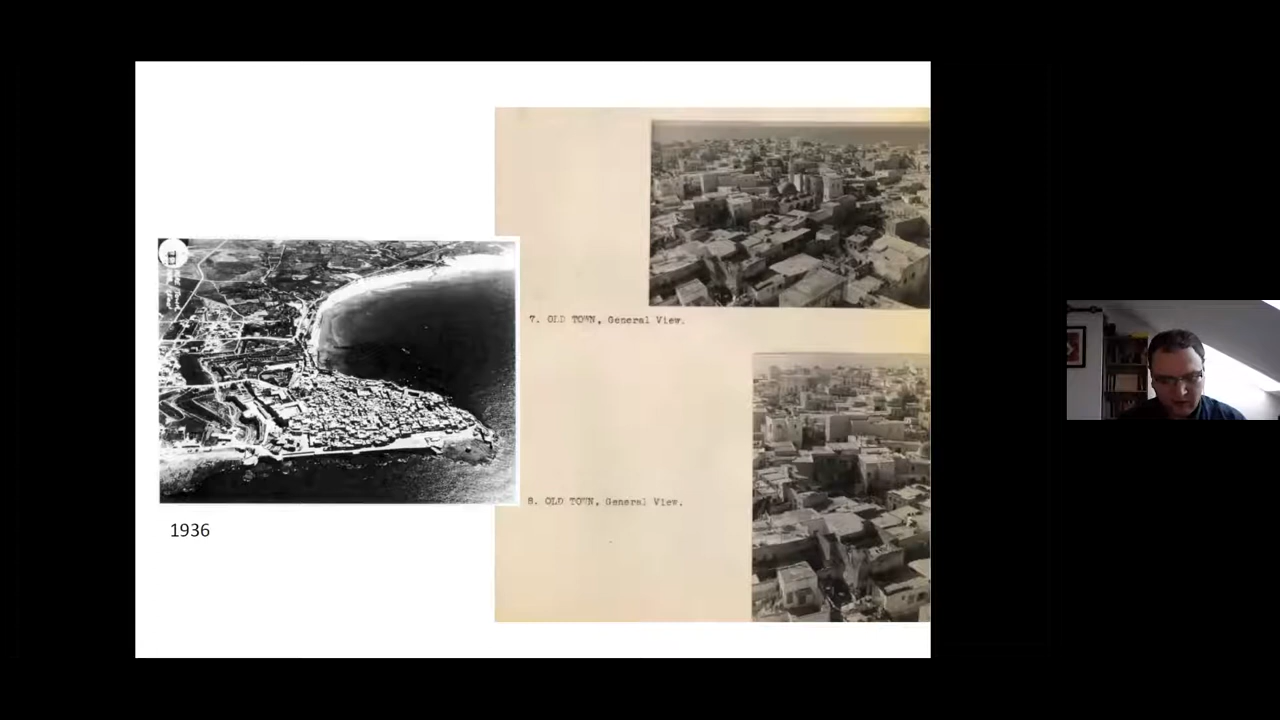 7. OLD TOWN, General View.
8. OLD TOWN, General View.
1936